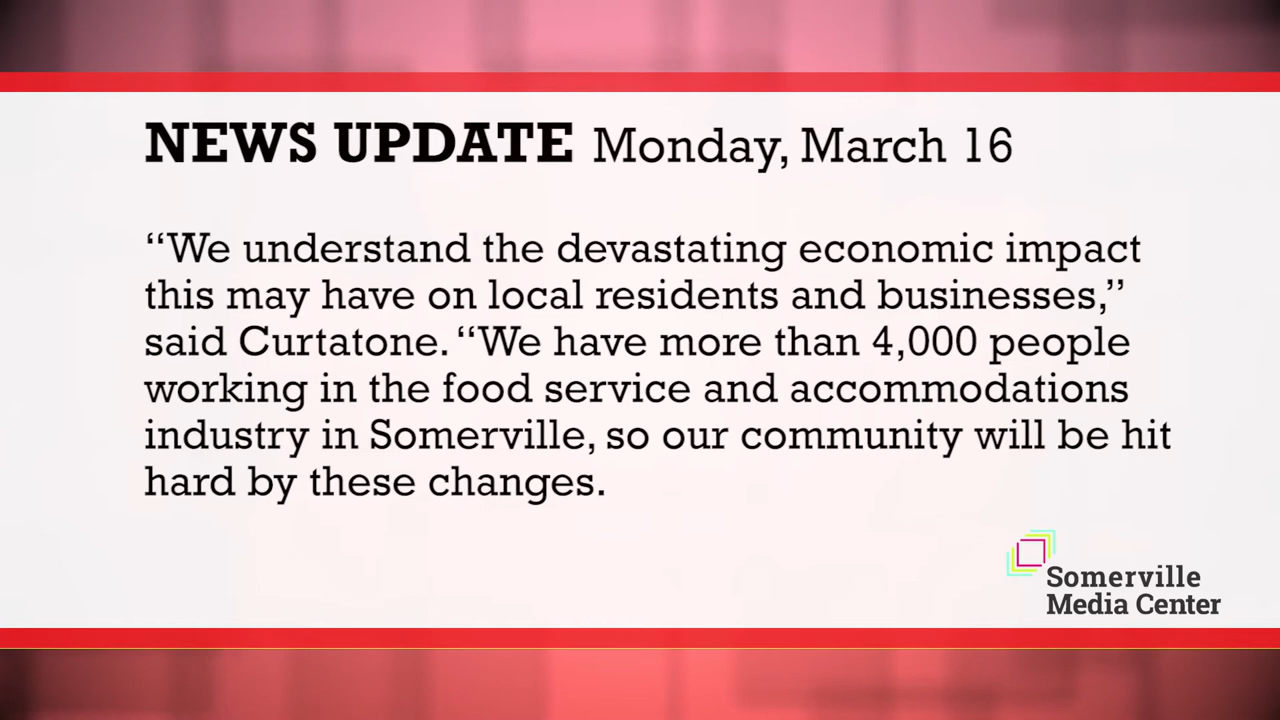 NEWS UPDATE Monday, March 16
“We understand the devastating economic impact
this may have on local residents and businesses,”
said Curtatone. “We have more than 4,000 people
working in the food service and accommodations
industry in Somerville, so our community will be hit
hard by these changes.
Somerville
Media Center